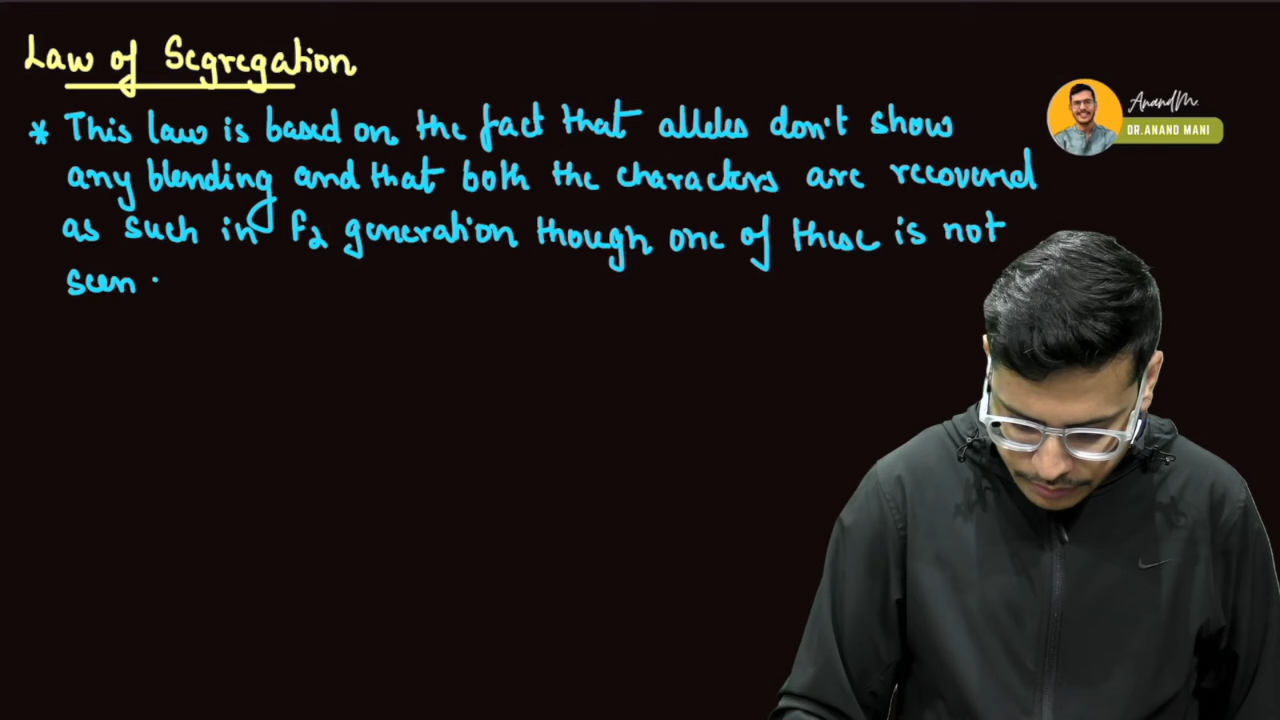 Law of Segregation
* This law is based on the fact that alleles don't show
any blending and that both the characters are recovered
as such in F2 generation though one of these is not
seen .
AnandM.
DR.ANAND MANI